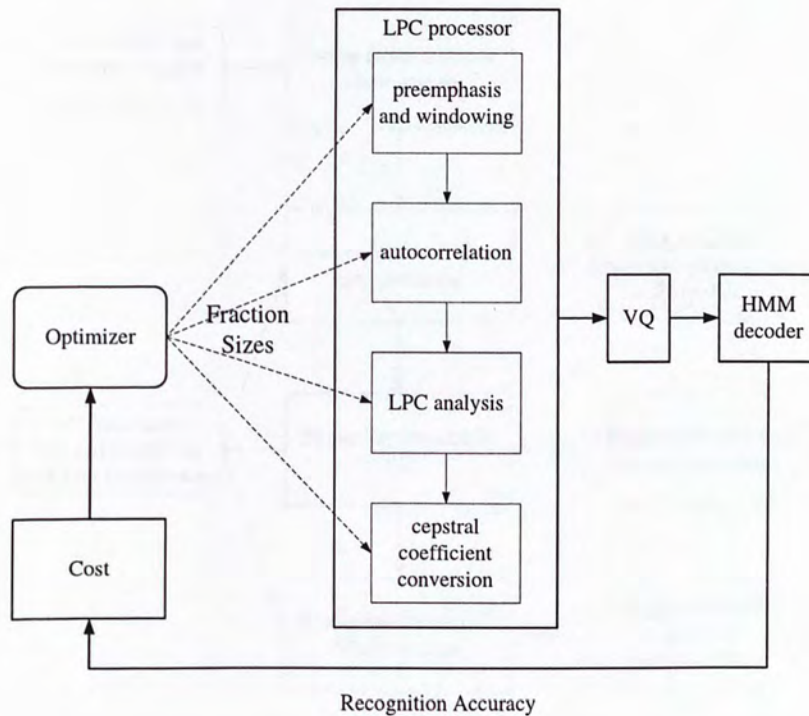 LPC processor
preemphasis
and windowing
autocorrelation
Fraction
Sizes
Optimizer
VQ
HMM
decoder
LPC analysis
cepstral
coefficient
conversion
Cost
Recognition Accuracy